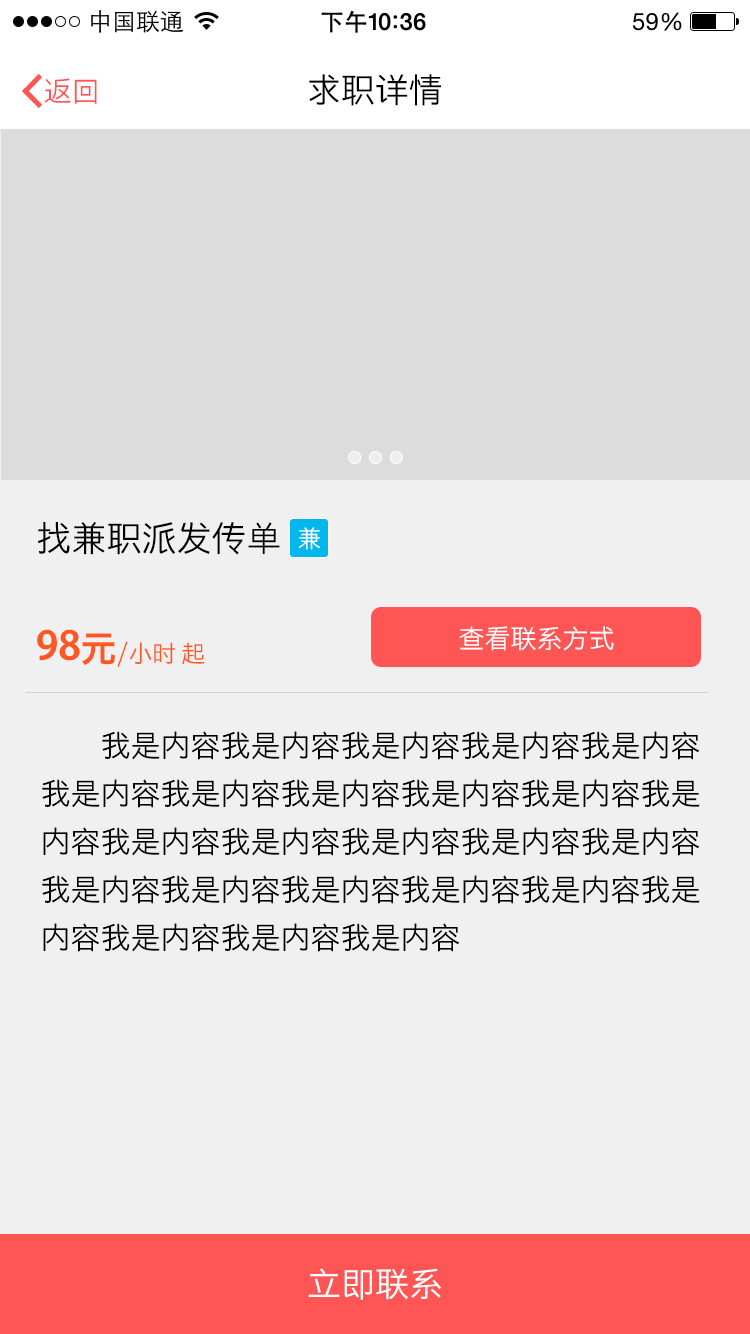 中国联通 下午10:36 59%
返回 求职详情
找兼职派发传单 兼
98元/小时 起 查看联系方式
我是内容我是内容我是内容我是内容我是内容
我是内容我是内容我是内容我是内容我是内容我是
内容我是内容我是内容我是内容我是内容我是内容
我是内容我是内容我是内容我是内容我是内容我是
内容我是内容我是内容我是内容
立即联系